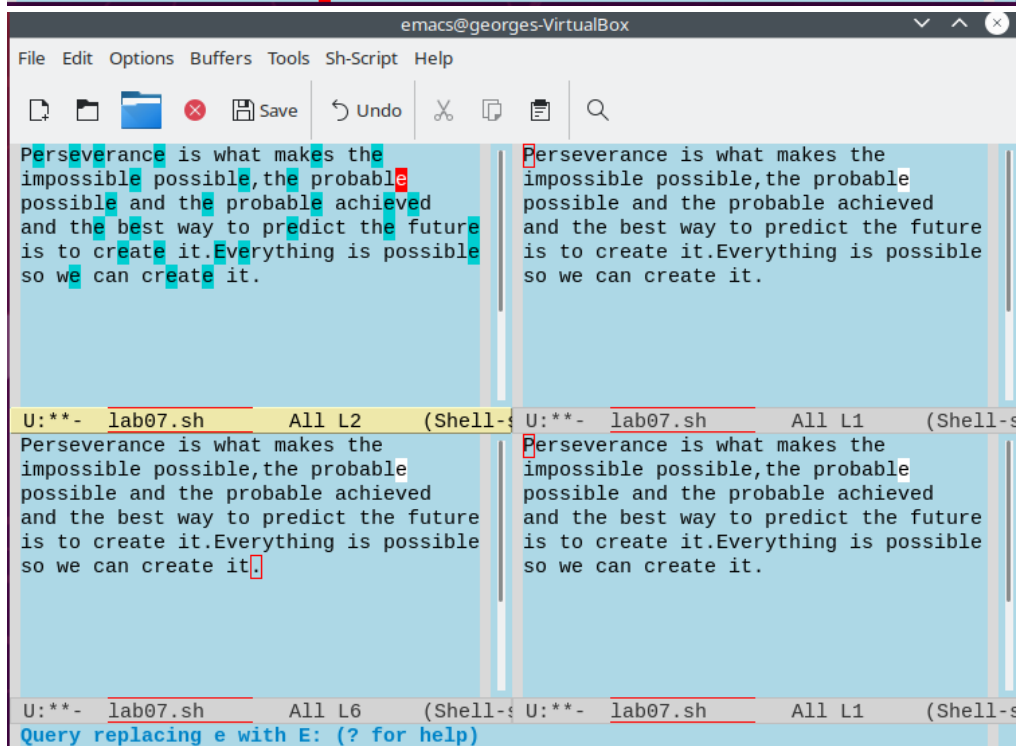 emacs@georges-VirtualBox
File Edit Options Buffers Tools Sh-Script Help
Save Undo
Perseverance is what makes the
impossible possible,the probable
possible and the probable achieved
and the best way to predict the future
is to create it.Everything is possible
so we can create it.
U:**- lab07.sh All L2 (Shell-s
Perseverance is what makes the
impossible possible,the probable
possible and the probable achieved
and the best way to predict the future
is to create it.Everything is possible
so we can create it.
U:**- lab07.sh All L1 (Shell-s
Perseverance is what makes the
impossible possible,the probable
possible and the probable achieved
and the best way to predict the future
is to create it.Everything is possible
so we can create it.
U:**- lab07.sh All L6 (Shell-s
Perseverance is what makes the
impossible possible,the probable
possible and the probable achieved
and the best way to predict the future
is to create it.Everything is possible
so we can create it.
U:**- lab07.sh All L1 (Shell-s
Query replacing e with E: (? for help)